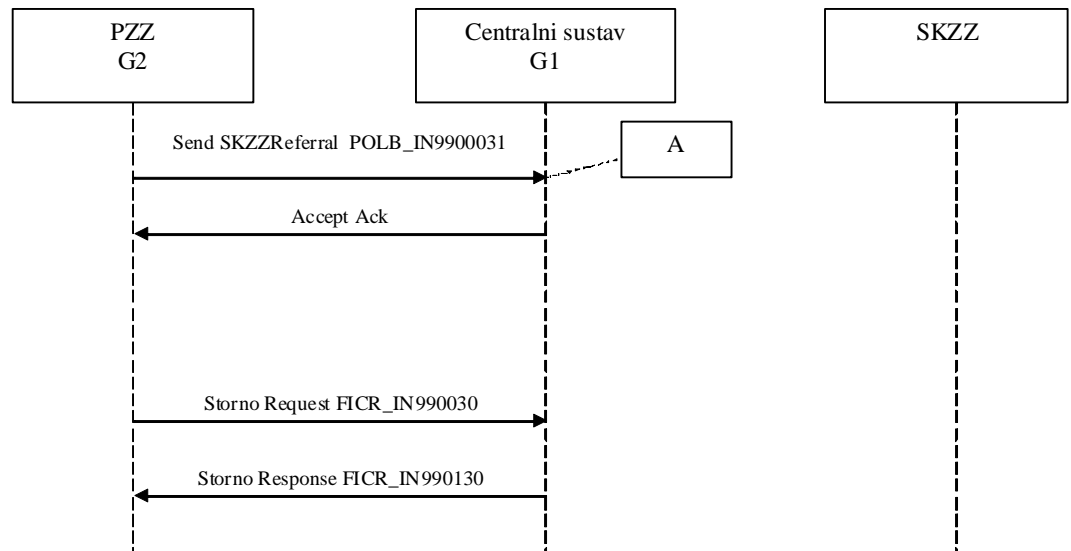 PZZ
G2
Centralni sustav
G1
SKZZ
Send SKZZReferral POLB_IN9900031
A
Accept Ack
Storno Request FICR_IN990030
Storno Response FICR_IN990130